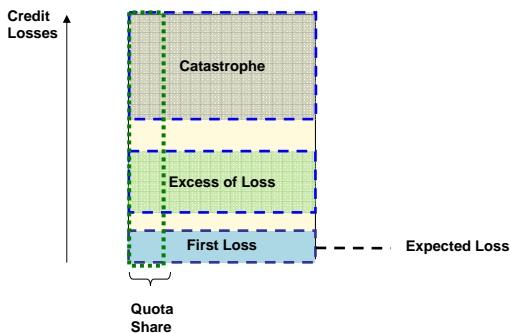 Credit
Losses
Catastrophe
Excess of Loss
First Loss
Expected Loss
Quota
Share